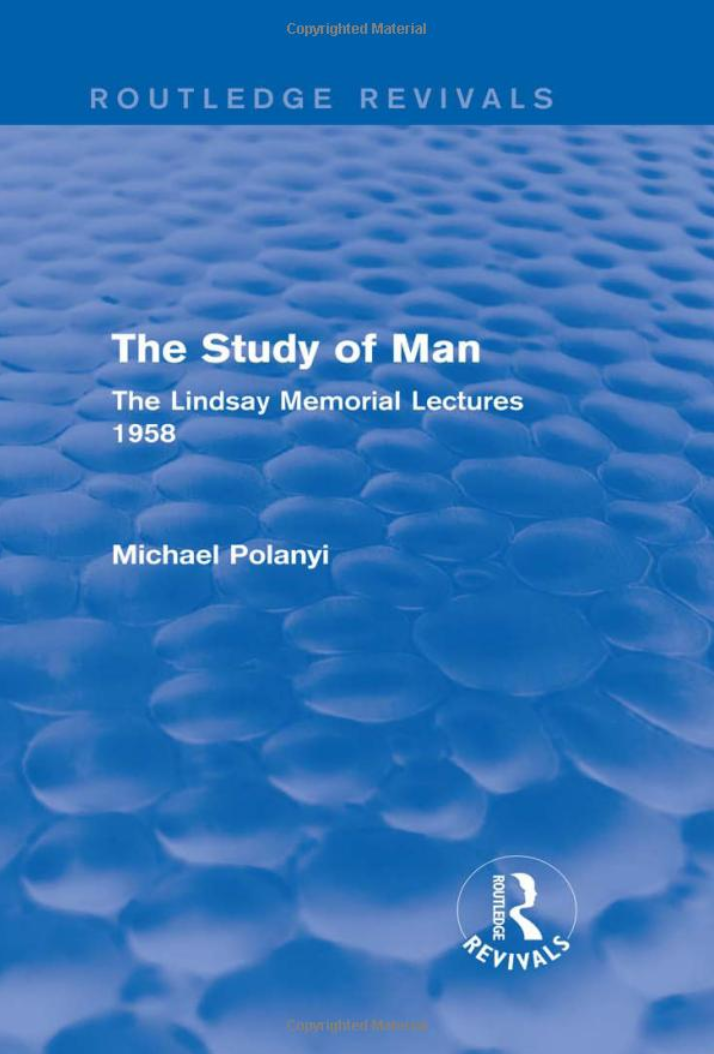 Copyrighted Material
ROUTLEDGE REVIVALS
The Study of Man
The Lindsay Memorial Lectures
1958
Michael Polanyi
ROUTLEDGE
REVIVALS
Copyrighted Material